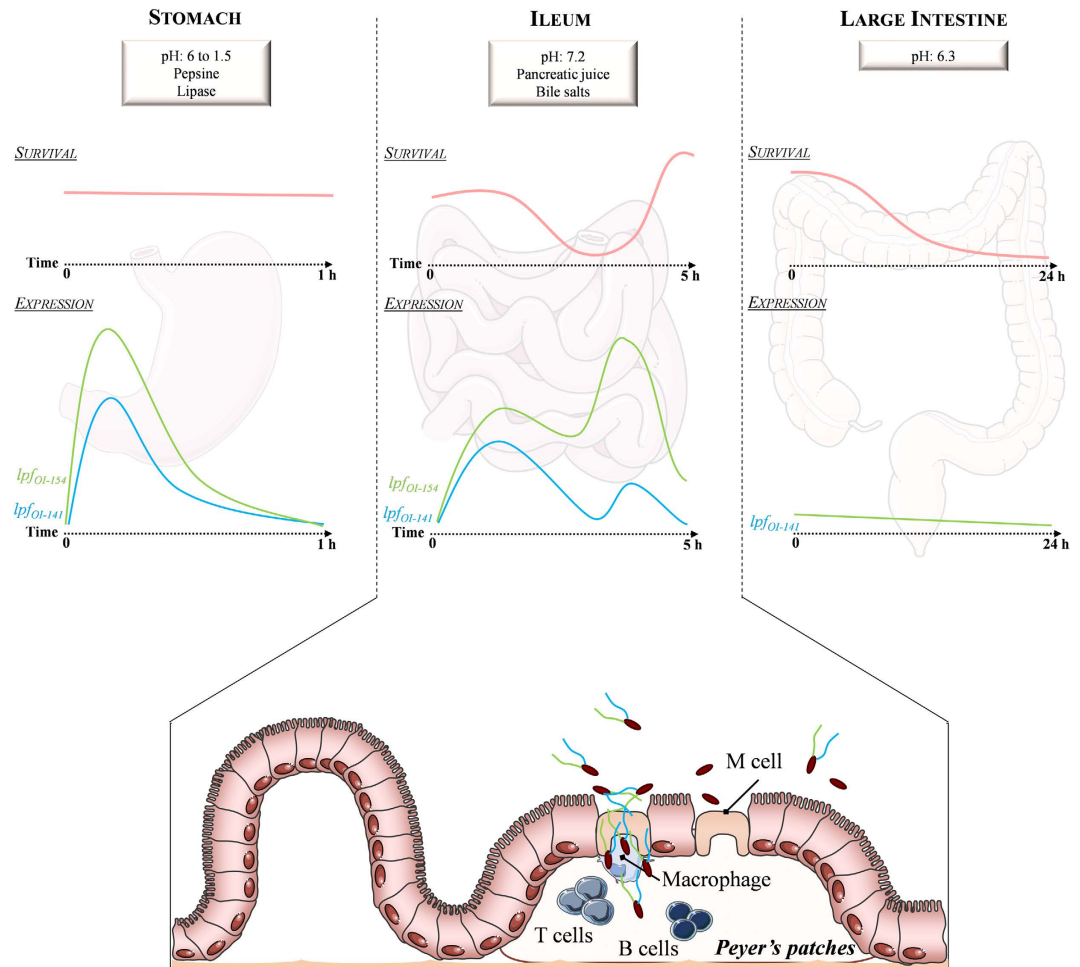 STOMACH
pH: 6 to 1.5
Pepsine
Lipase
SURVIVAL
Time
0
1 h
EXPRESSION
lpfOI-154
lpfOI-141
Time
0
1 h
ILEUM
pH: 7.2
Pancreatic juice
Bile salts
SURVIVAL
Time
0
5 h
EXPRESSION
lpfOI-154
lpfOI-141
Time
0
5 h
LARGE INTESTINE
pH: 6.3
SURVIVAL
0
24 h
EXPRESSION
lpfOI-141
0
24 h
M cell
Macrophage
T cells
B cells
Peyer's patches